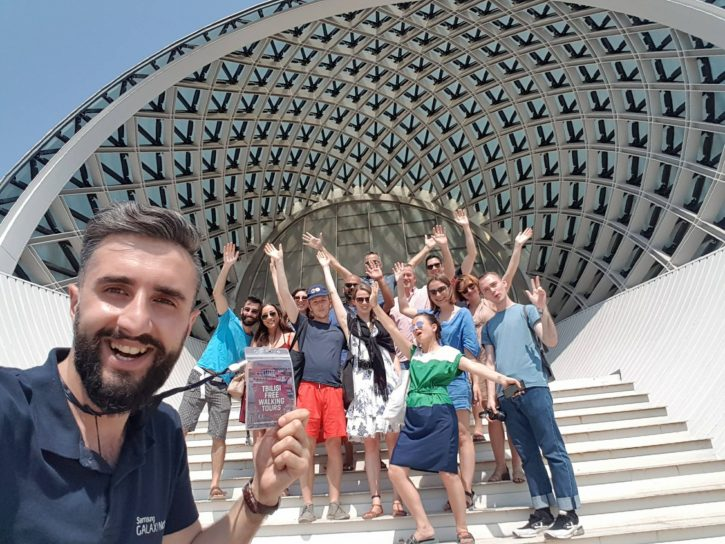 TBILISI
FREE
WALKING
TOURS
Samsung
GALAXY